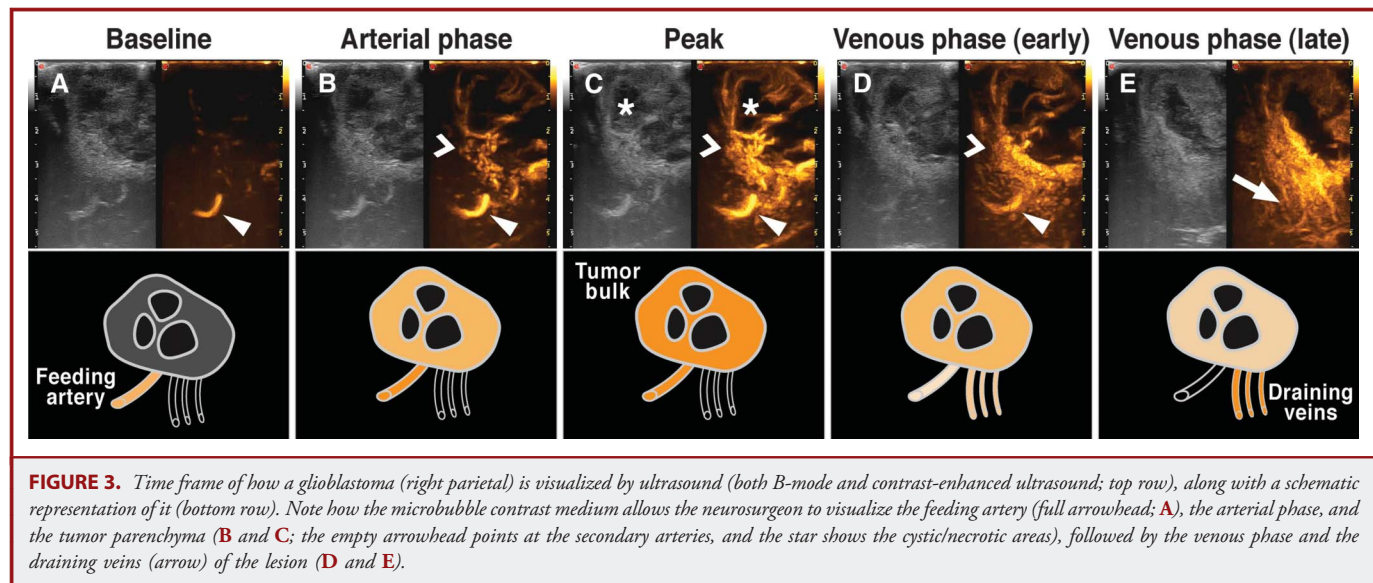 Baseline
Arterial phase
Peak
Venous phase (early)
Venous phase (late)
A
B
C
D
E
*
*
Tumor
bulk
Feeding
artery
Draining
veins
FIGURE 3. Time frame of how a glioblastoma (right parietal) is visualized by ultrasound (both B-mode and contrast-enhanced ultrasound; top row), along with a schematic
representation of it (bottom row). Note how the microbubble contrast medium allows the neurosurgeon to visualize the feeding artery (full arrowhead; A), the arterial phase, and
the tumor parenchyma (B and C; the empty arrowhead points at the secondary arteries, and the star shows the cystic/necrotic areas), followed by the venous phase and the
draining veins (arrow) of the lesion (D and E).